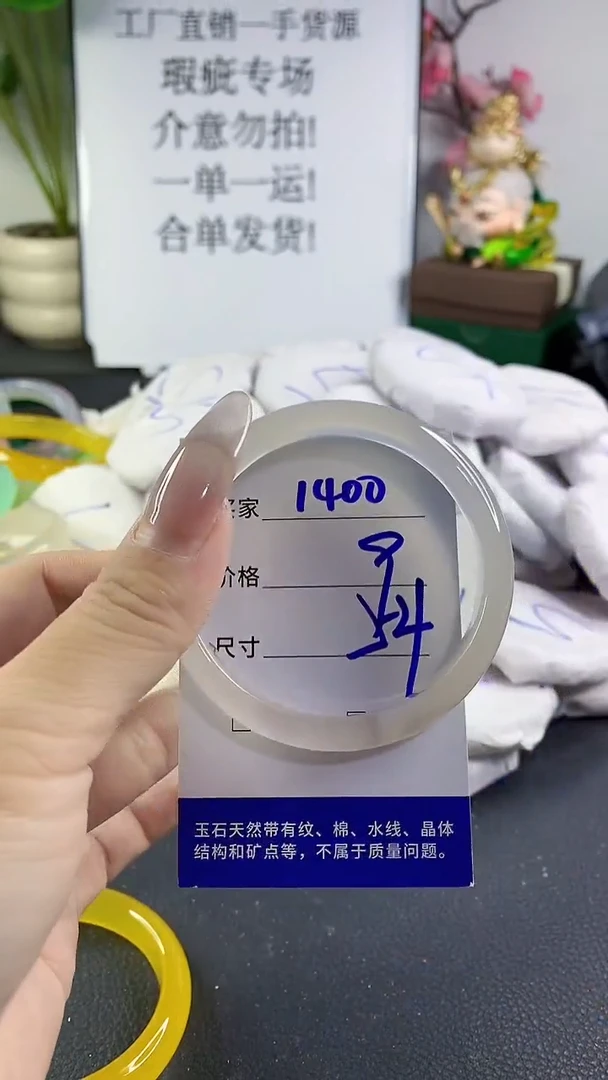 工厂直销一手货源
瑕疵专场
介意勿拍!
一单一运!
合单发货!
买家 1400
价格
尺寸 54
玉石天然带有纹、棉、水线、晶体
结构和矿点等，不属于质量问题。